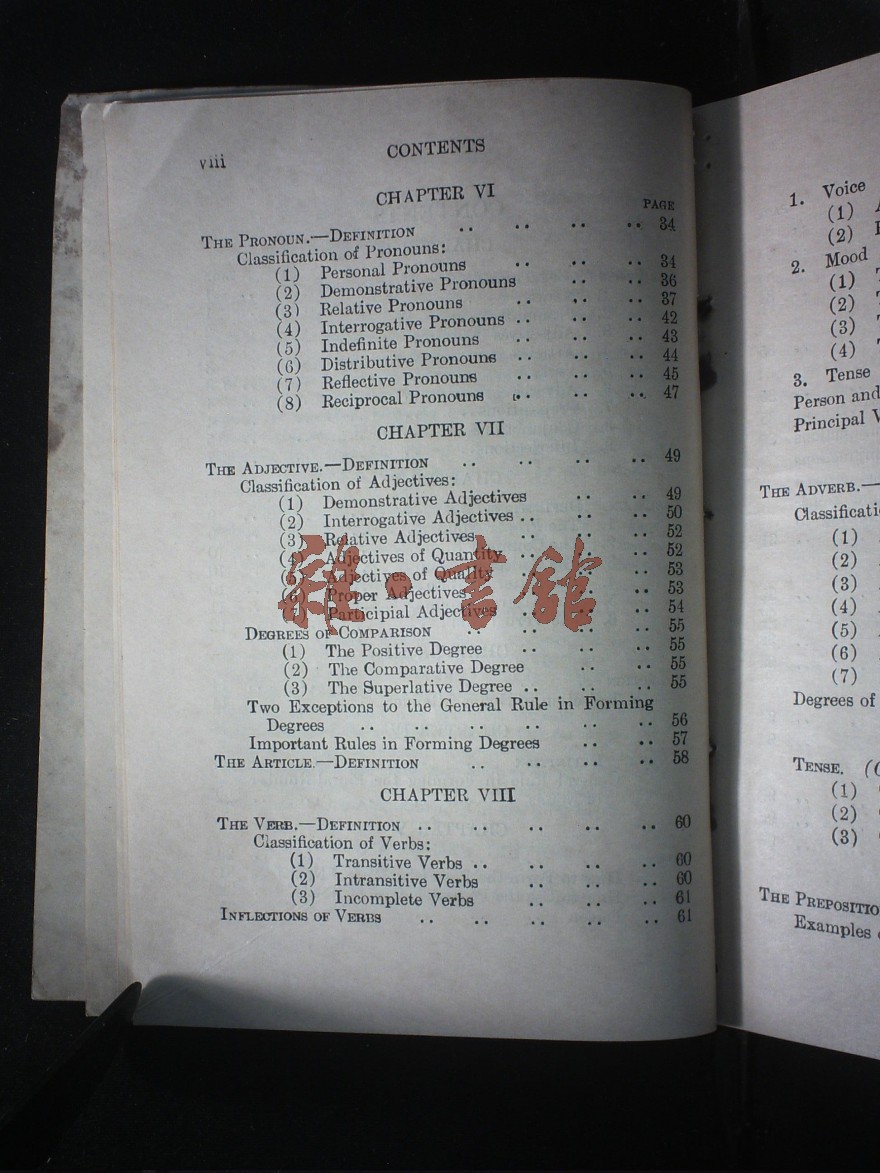 viii
CONTENTS
CHAPTER VI
PAGE
THE PRONOUN.—DEFINITION .. .. .. .. 34
Classification of Pronouns:
(1) Personal Pronouns .. .. .. 34
(2) Demonstrative Pronouns .. .. 36
(3) Relative Pronouns .. .. .. 37
(4) Interrogative Pronouns .. .. .. 42
(5) Indefinite Pronouns .. .. .. 43
(6) Distributive Pronouns .. .. .. 44
(7) Reflective Pronouns .. .. .. 45
(8) Reciprocal Pronouns .. .. .. 47
CHAPTER VII
THE ADJECTIVE.—DEFINITION .. .. .. .. 49
Classification of Adjectives:
(1) Demonstrative Adjectives .. .. 49
(2) Interrogative Adjectives .. .. .. 50
(3) Relative Adjectives .. .. .. 52
(4) Adjectives of Quantity .. .. .. 52
(5) Adjectives of Quality .. .. .. 53
(6) Proper Adjectives .. .. .. 53
(7) Participial Adjectives .. .. .. 54
DEGREES OF COMPARISON .. .. .. .. 55
(1) The Positive Degree .. .. .. 55
(2) The Comparative Degree .. .. 55
(3) The Superlative Degree .. .. .. 55
Two Exceptions to the General Rule in Forming
Degrees .. .. .. .. .. .. 56
Important Rules in Forming Degrees .. .. 57
THE ARTICLE.—DEFINITION .. .. .. .. 58
CHAPTER VIII
THE VERB.—DEFINITION .. .. .. .. .. 60
Classification of Verbs:
(1) Transitive Verbs .. .. .. .. 60
(2) Intransitive Verbs .. .. .. 60
(3) Incomplete Verbs .. .. .. 61
INFLECTIONS OF VERBS .. .. .. .. .. 61
雜·書館
1. Voice
(1)
(2)
2. Mood
(1)
(2)
(3)
(4)
3. Tense
Person and
Principal
THE ADVERB.—
(1)
(2)
(3)
(4)
(5)
(6)
(7)
Degrees of
TENSE.
(1)
(2)
(3)
THE
Examples